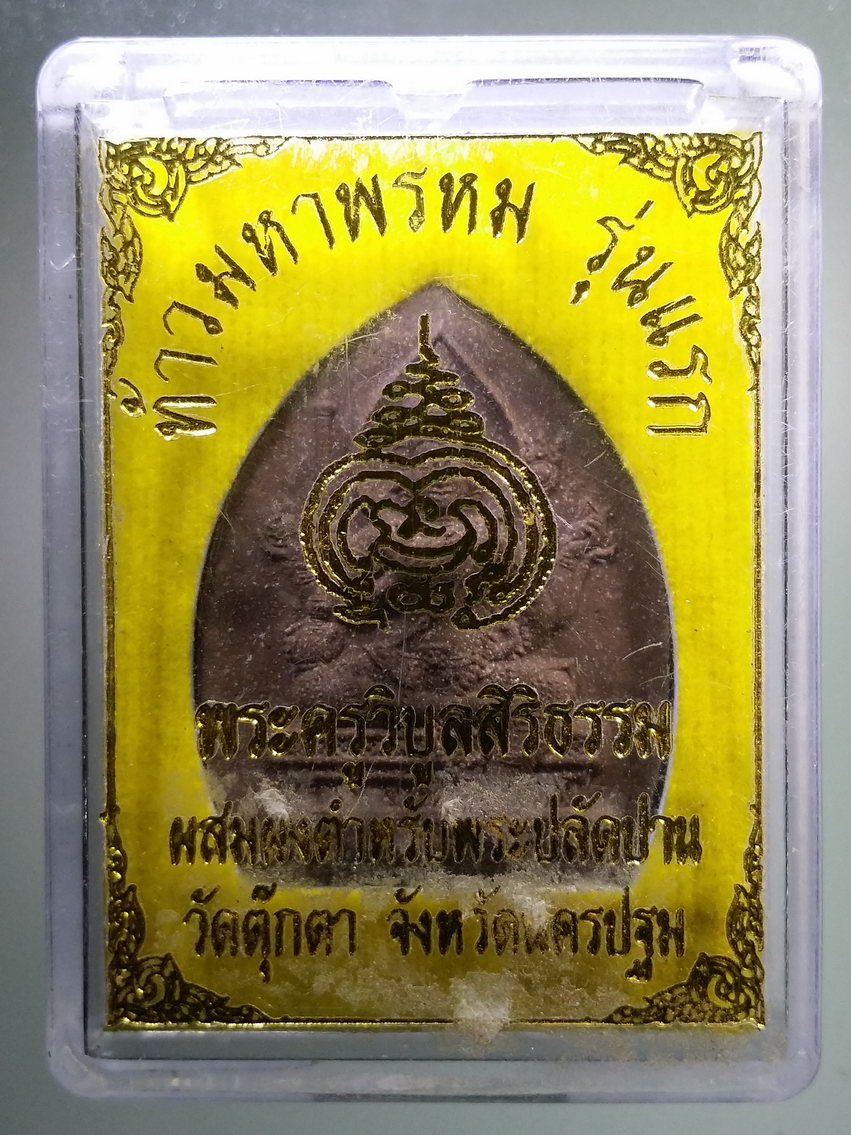 ท้าวมหาพรหม รุ่นแรก
พระครูวิบูลสิริธรรม
ผสมผงตำหรับพระปลัดปาน
วัดตุ๊กตา จังหวัดนครปฐม